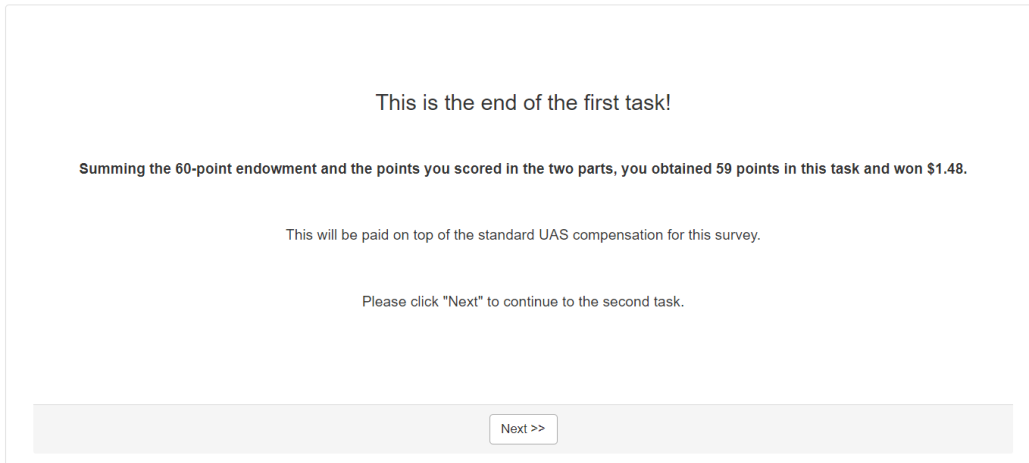 This is the end of the first task!
Summing the 60-point endowment and the points you scored in the two parts, you obtained 59 points in this task and won $1.48.
This will be paid on top of the standard UAS compensation for this survey.
Please click "Next" to continue to the second task.
Next >>